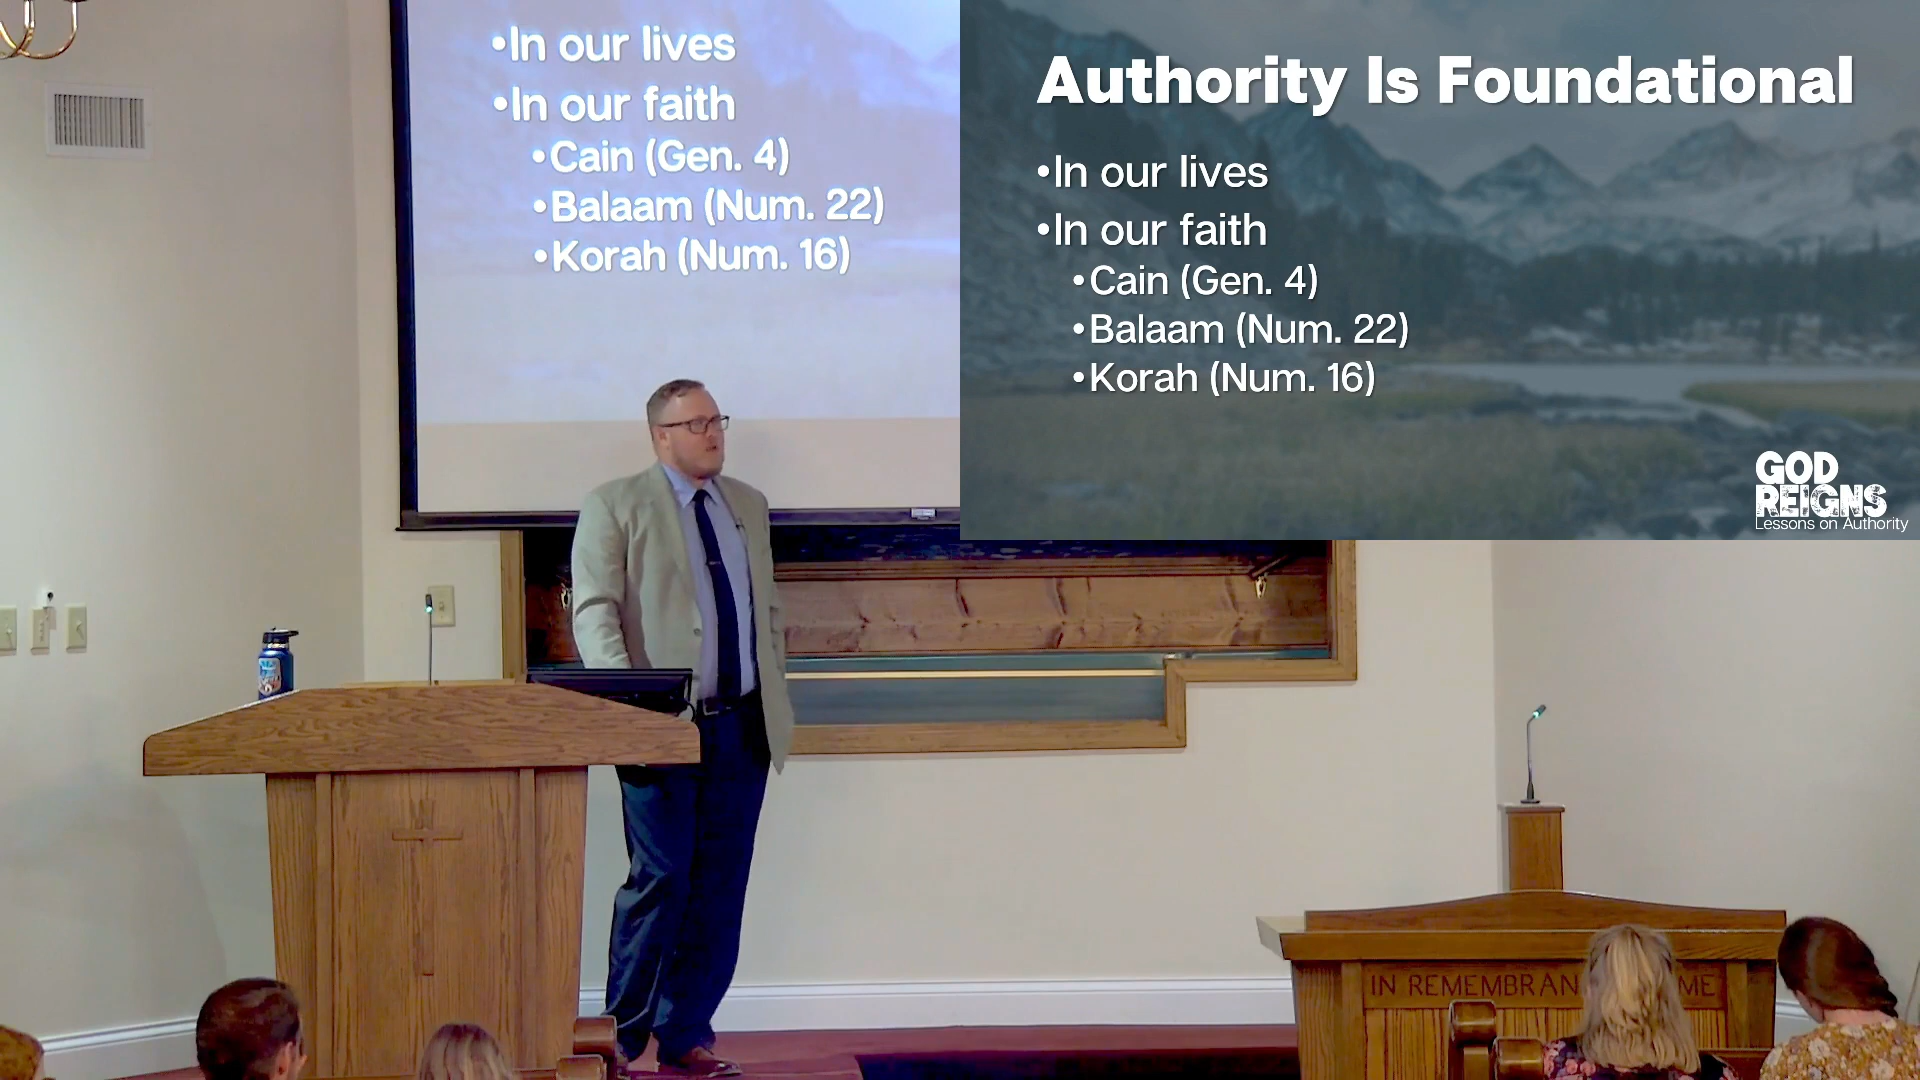 •In our lives
•In our faith
•Cain (Gen. 4)
•Balaam (Num. 22)
•Korah (Num. 16)
Authority Is Foundational
•In our lives
•In our faith
•Cain (Gen. 4)
•Balaam (Num. 22)
•Korah (Num. 16)
GOD
REIGNS
Lessons on Authority
IN ME